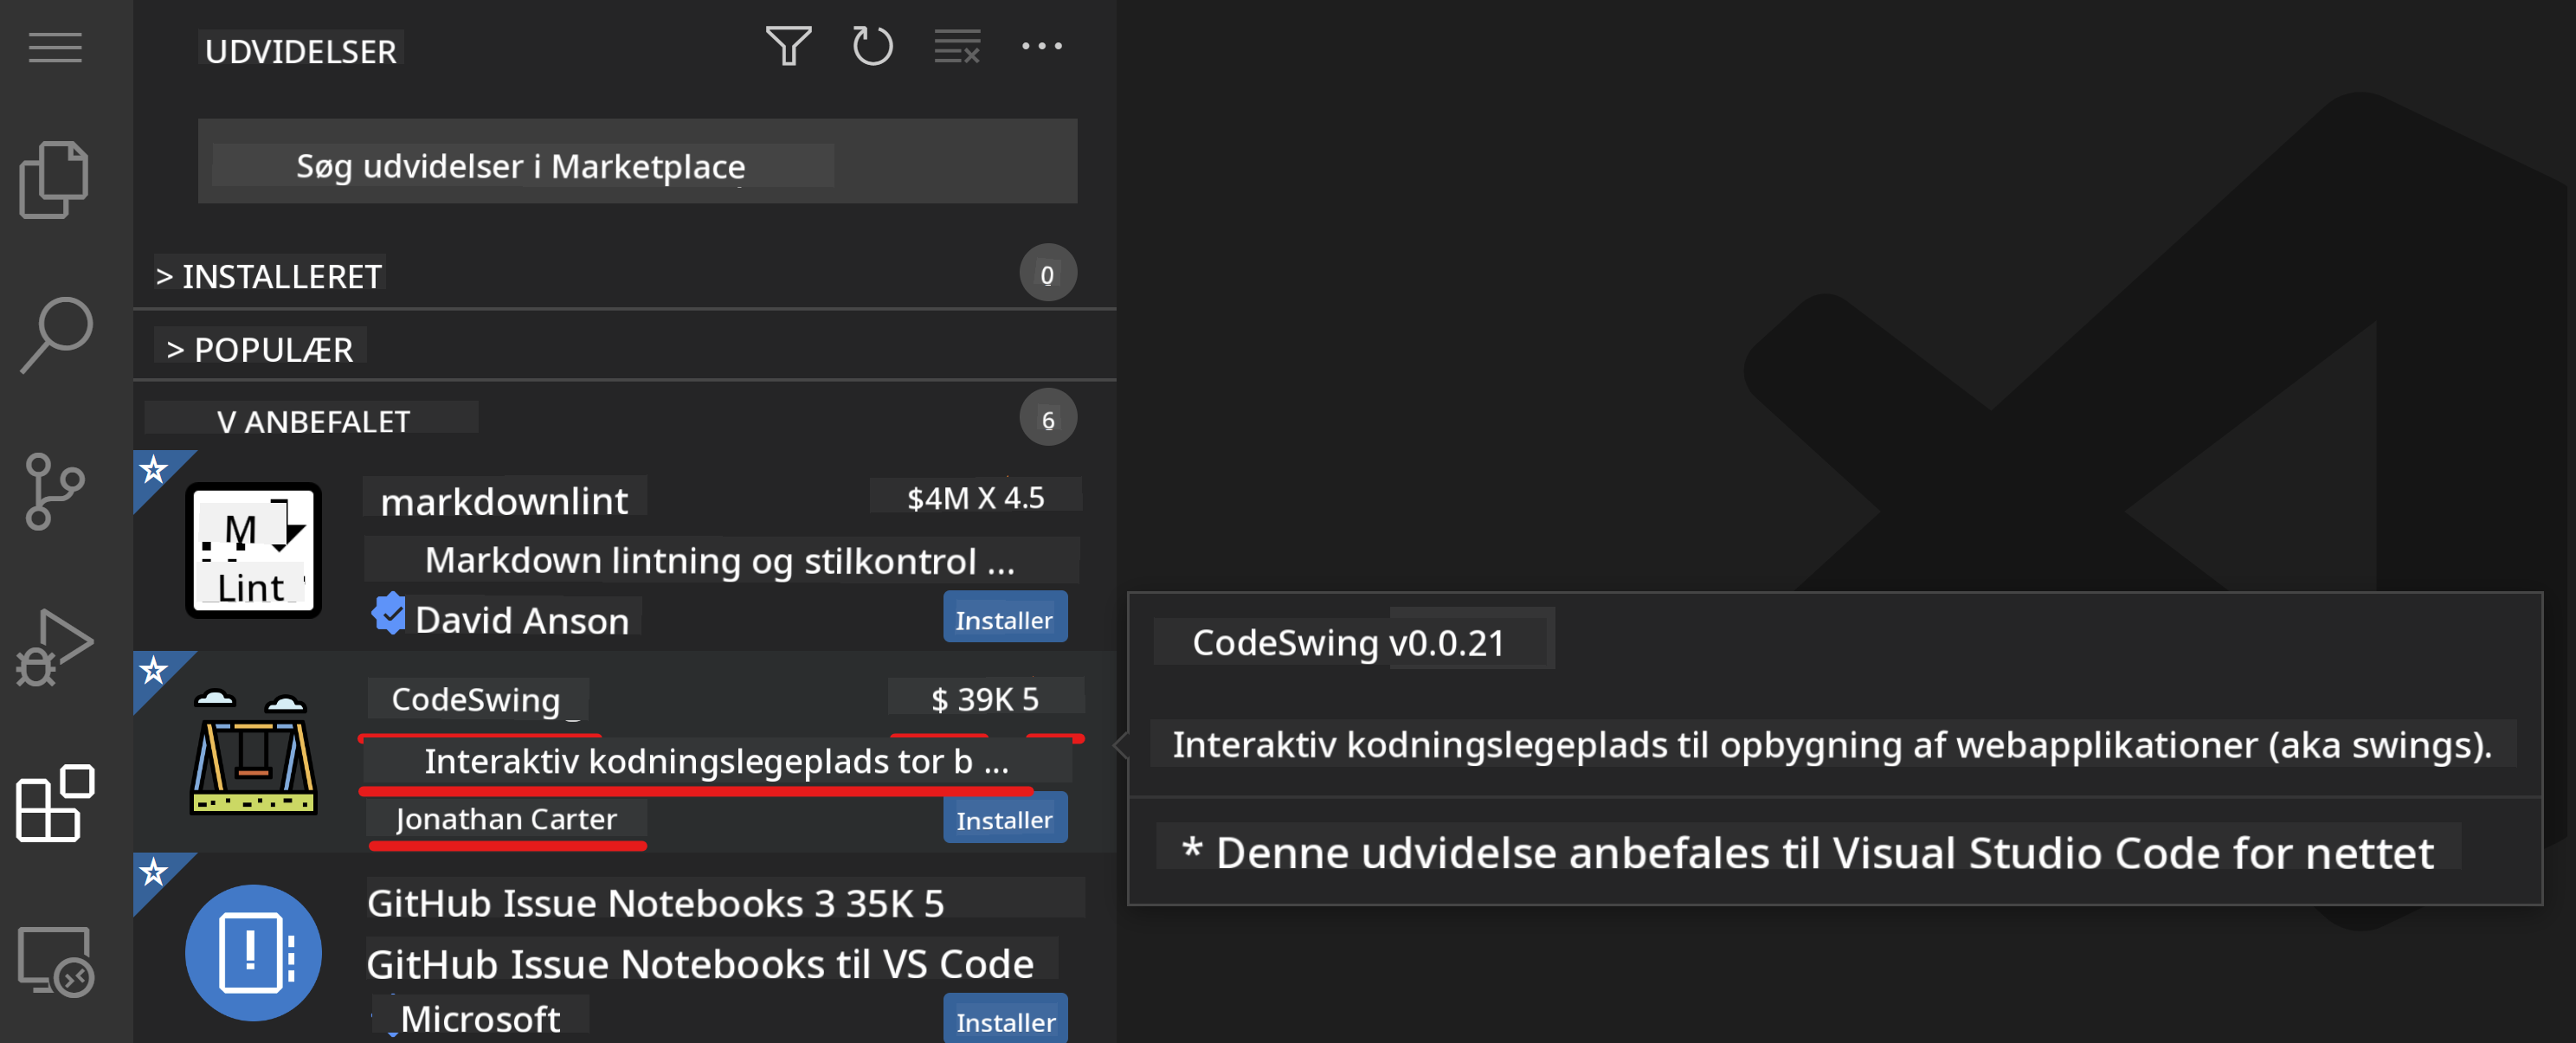 UDVIDELSER
Søg udvidelser i Marketplace
> INSTALLERET 0
> POPULÆR
V ANBEFALET 6
M
Lint
markdownlint $4M X 4.5
Markdown lintning og stilkontrol ...
David Anson Installer
CodeSwing $ 39K 5
Interaktiv kodningslegeplads tor b ...
Jonathan Carter Installer
GitHub Issue Notebooks 3 35K 5
GitHub Issue Notebooks til VS Code
Microsoft Installer
CodeSwing v0.0.21
Interaktiv kodningslegeplads til opbygning af webapplikationer (aka swings).
* Denne udvidelse anbefales til Visual Studio Code for nettet